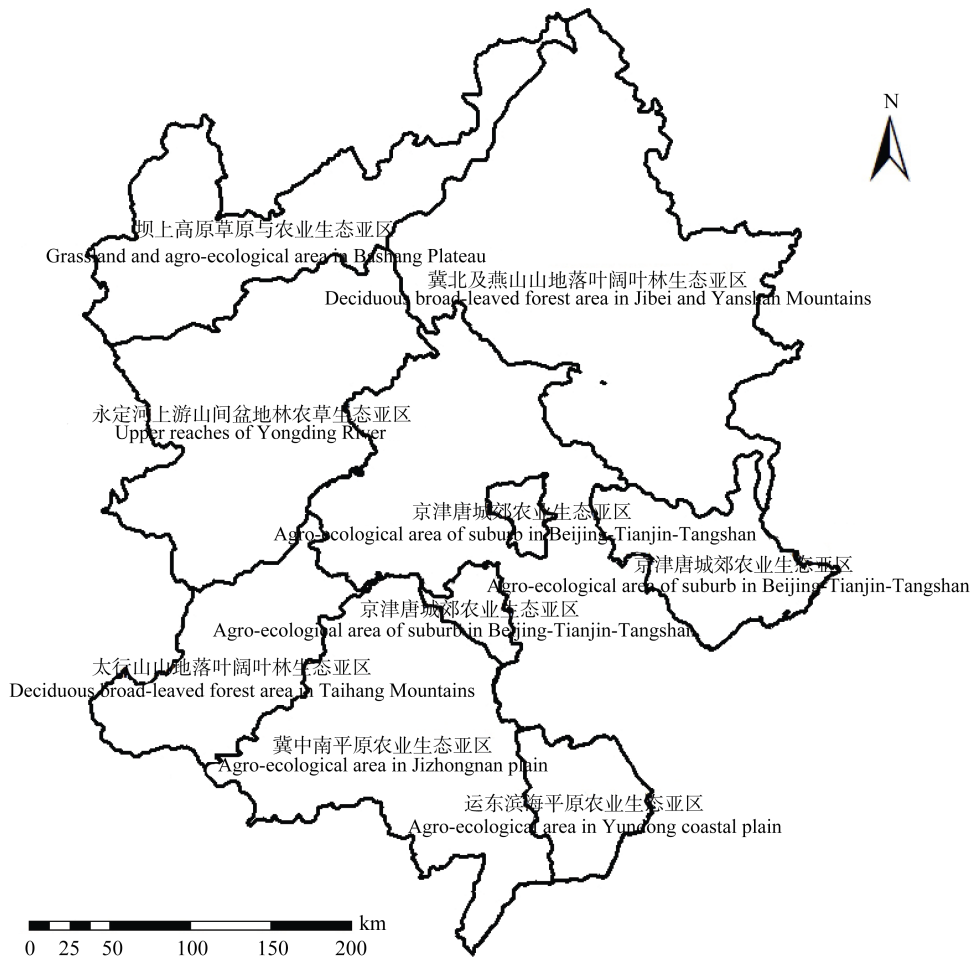 N
坝上高原草原与农业生态亚区
Grassland and agro-ecological area in Bashang Plateau
冀北及燕山山地落叶阔叶林生态亚区
Deciduous broad-leaved forest area in Jibei and Yanshan Mountains
永定河上游山间盆地林农草生态亚区
Upper reaches of Yongding River
京津唐城郊农业生态亚区
Agro-ecological area of suburb in Beijing-Tianjin-Tangshan
京津唐城郊农业生态亚区
Agro-ecological area of suburb in Beijing-Tianjin-Tangshan
京津唐城郊农业生态亚区
Agro-ecological area of suburb in Beijing-Tianjin-Tangshan
太行山山地落叶阔叶林生态亚区
Deciduous broad-leaved forest area in Taihang Mountains
冀中南平原农业生态亚区
Agro-ecological area in Jizhongnan plain
运东滨海平原农业生态亚区
Agro-ecological area in Yundong coastal plain
km
0 25 50 100 150 200